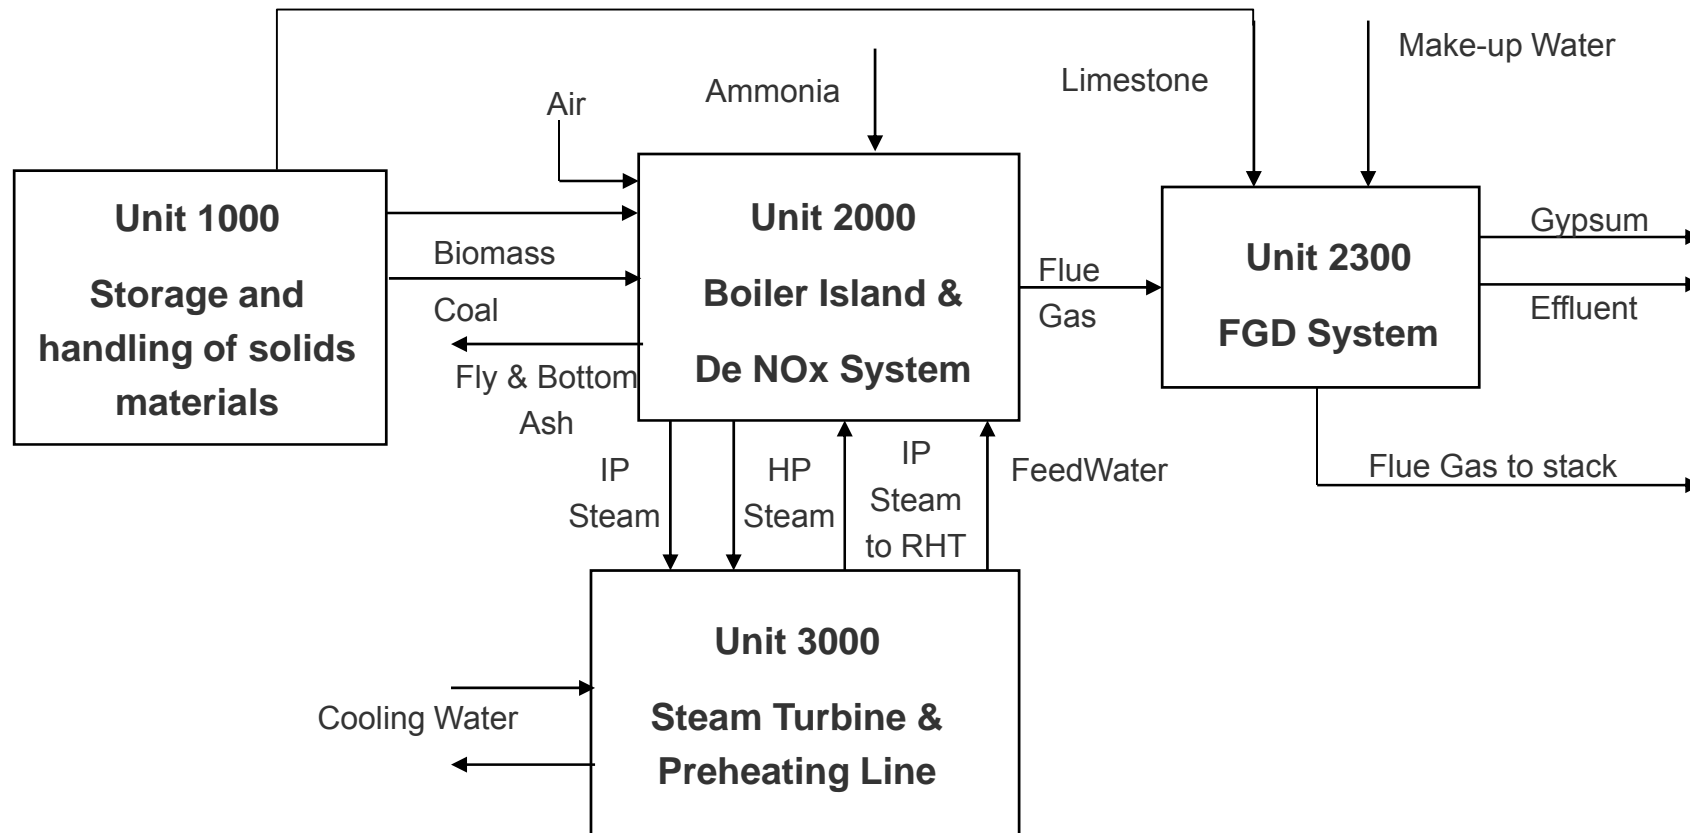 Make-up Water
Limestone
Ammonia
Air
Unit 1000
Storage and
handling of solids
materials
Biomass
Coal
Fly & Bottom
Ash
Unit 2000
Boiler Island &
De NOx System
Flue
Gas
Unit 2300
FGD System
Gypsum
Effluent
Flue Gas to stack
IP
Steam
HP
Steam
IP
Steam
to RHT
FeedWater
Unit 3000
Steam Turbine &
Preheating Line
Cooling Water